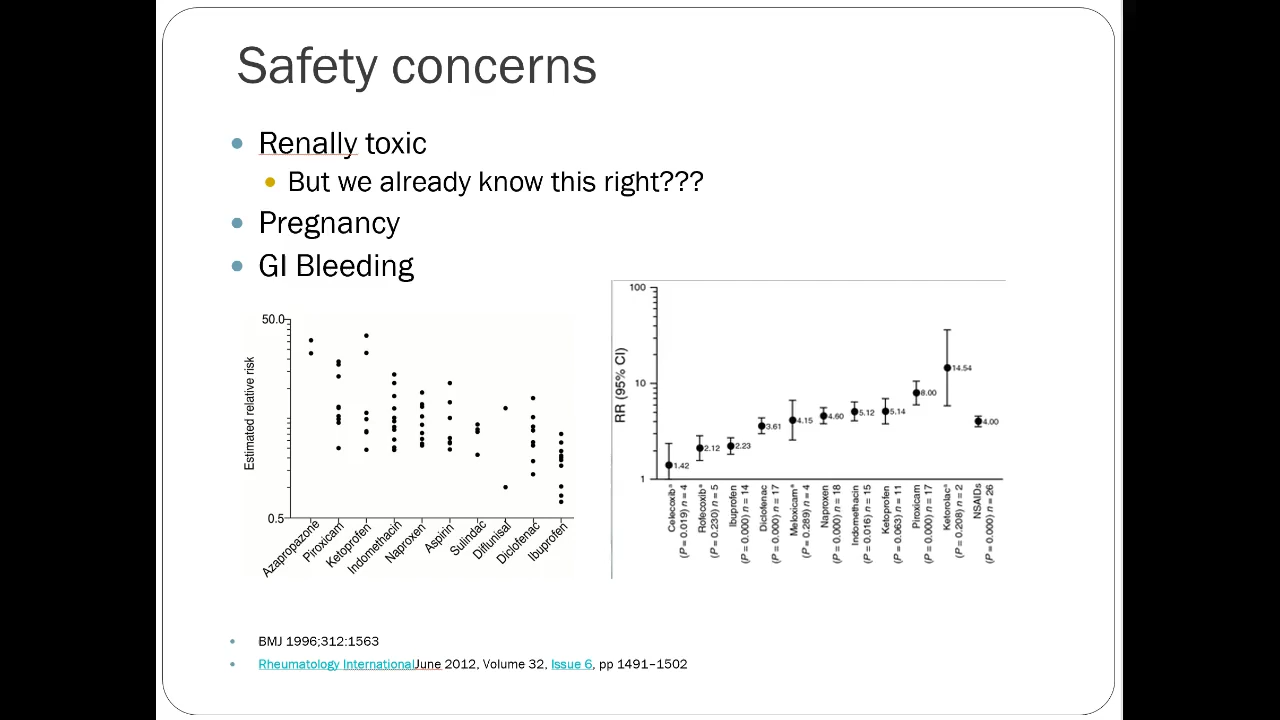 Safety concerns
Renally toxic
But we already know this right???
Pregnancy
GI Bleeding
50.0
Estimated relative risk
0.5
Azapropazone
Piroxicam
Ketoprofen
Indomethacin
Naproxen
Aspirin
Sulindac
Diflunisal
Diclofenac
Ibuprofen
100
RR (95% CI)
10
1
1.42
2.12
2.23
3.61
4.15
4.60
5.12
5.14
8.00
14.54
4.00
Celecoxib* n = 4
(P = 0.019)
Rofecoxib* n = 5
(P = 0.230)
Ibuprofen n = 14
(P = 0.000)
Diclofenac n = 17
(P = 0.000)
Meloxicam* n = 4
(P = 0.289)
Naproxen n = 18
(P = 0.000)
Indomethacin n = 15
(P = 0.016)
Ketoprofen n = 11
(P = 0.063)
Piroxicam n = 17
(P = 0.000)
Ketorolac* n = 2
(P = 0.208)
NSAIDs n = 26
(P = 0.000)
BMJ 1996;312:1563
Rheumatology InternationalJune 2012, Volume 32, Issue 6, pp 1491–1502